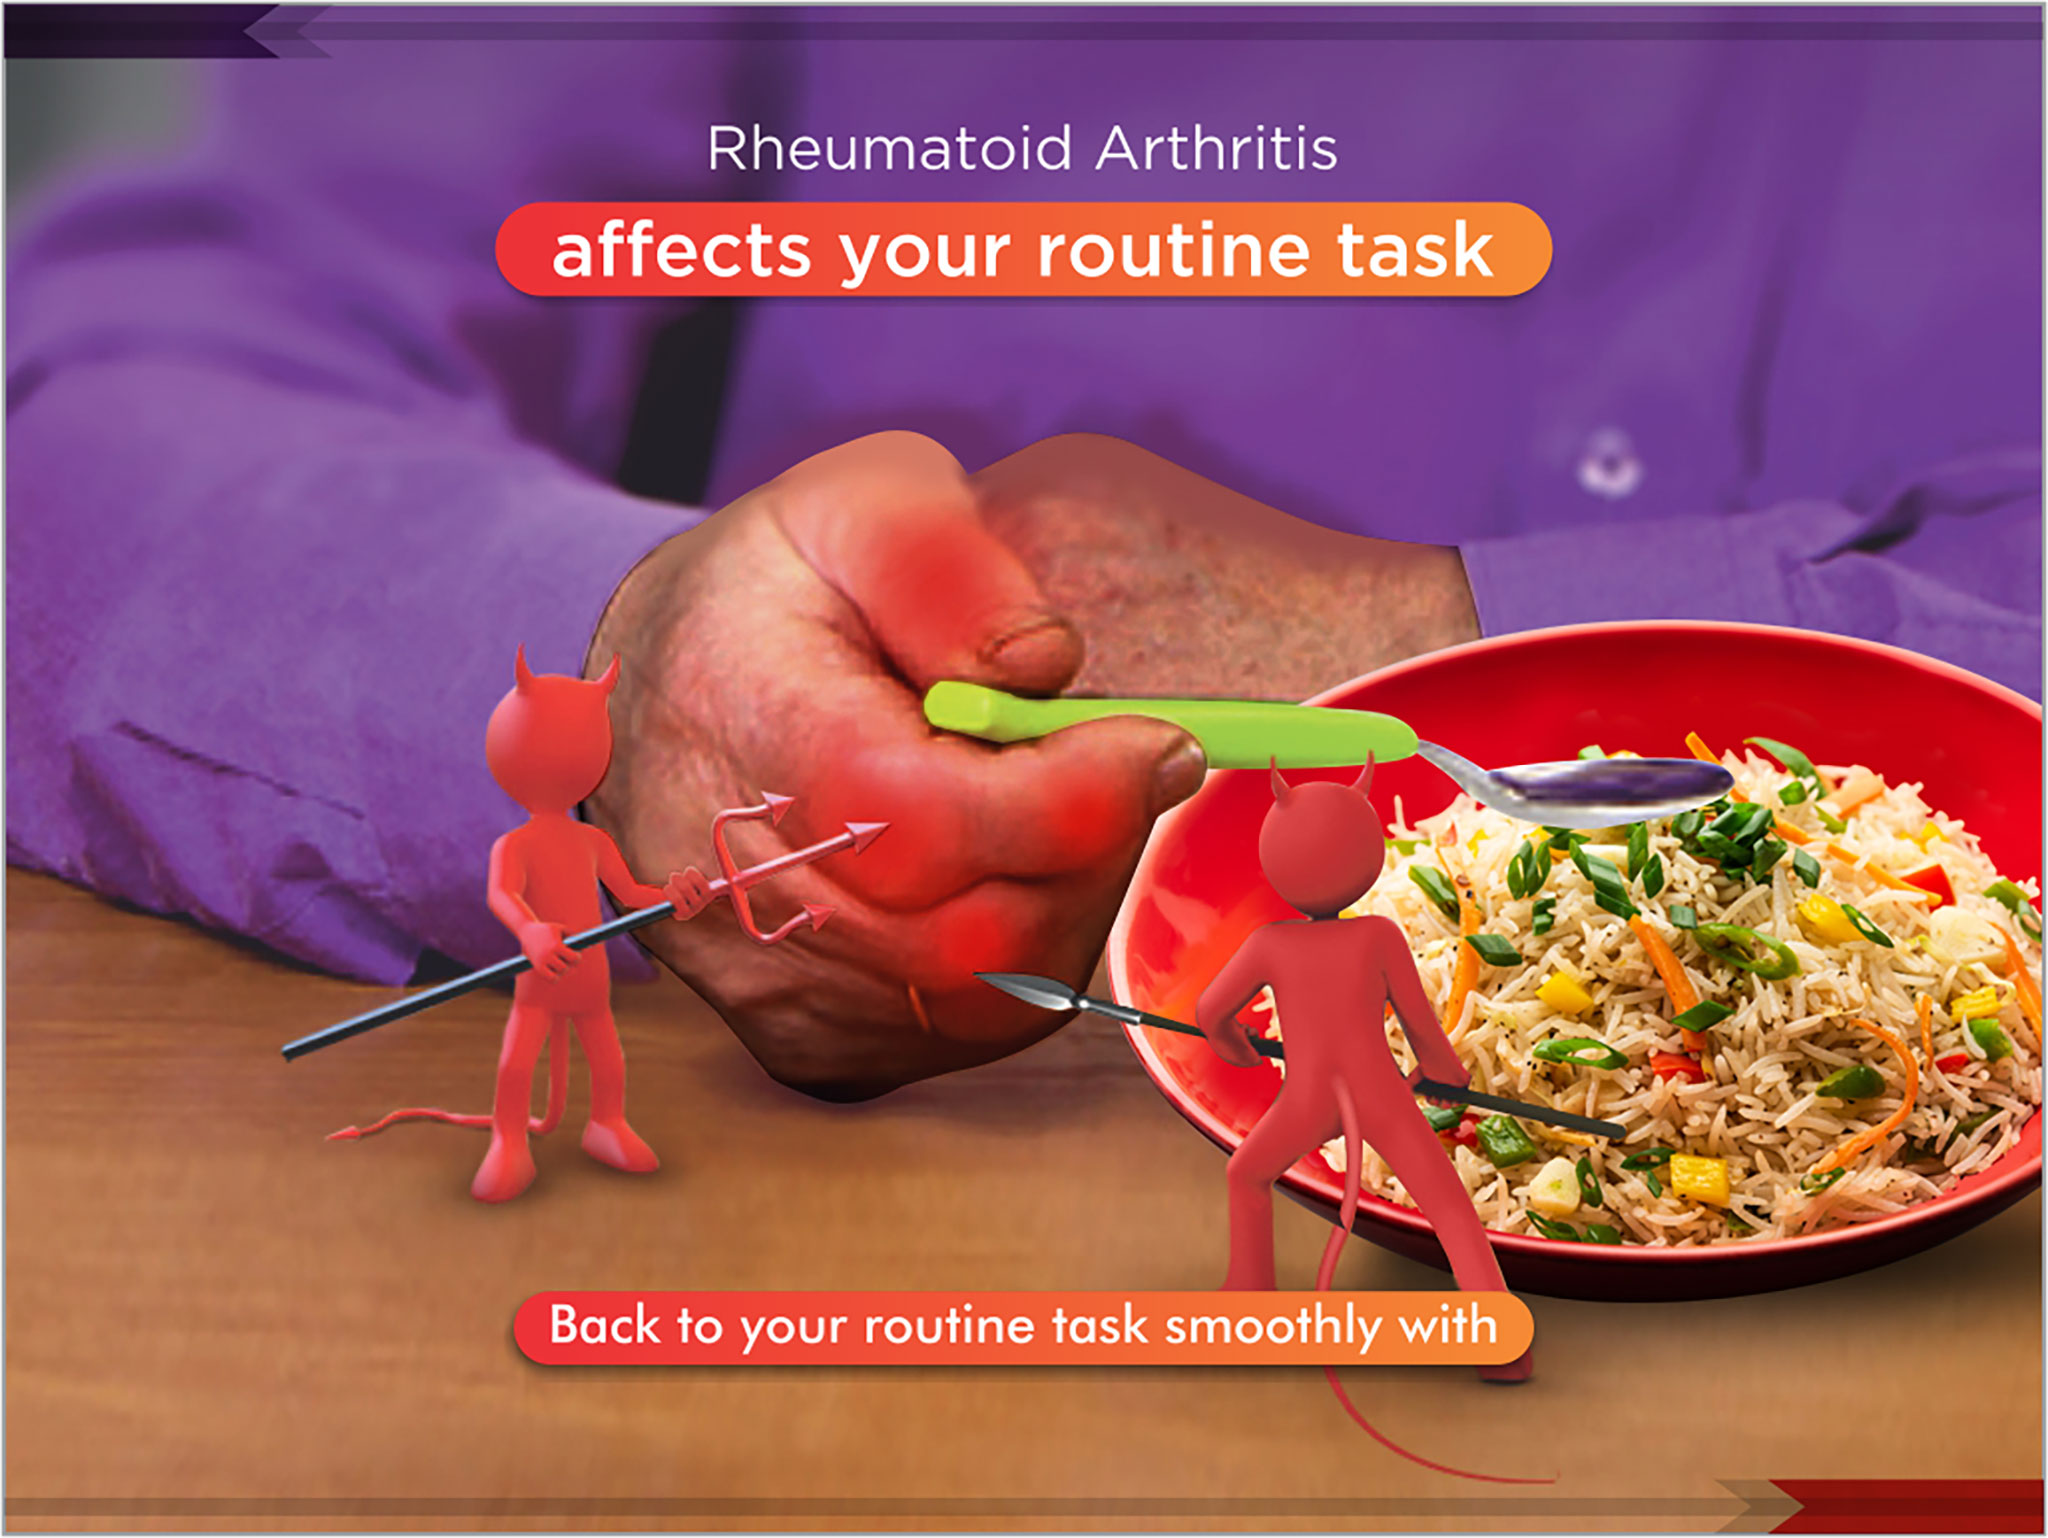 Rheumatoid Arthritis
affects your routine task
Back to your routine task smoothly with